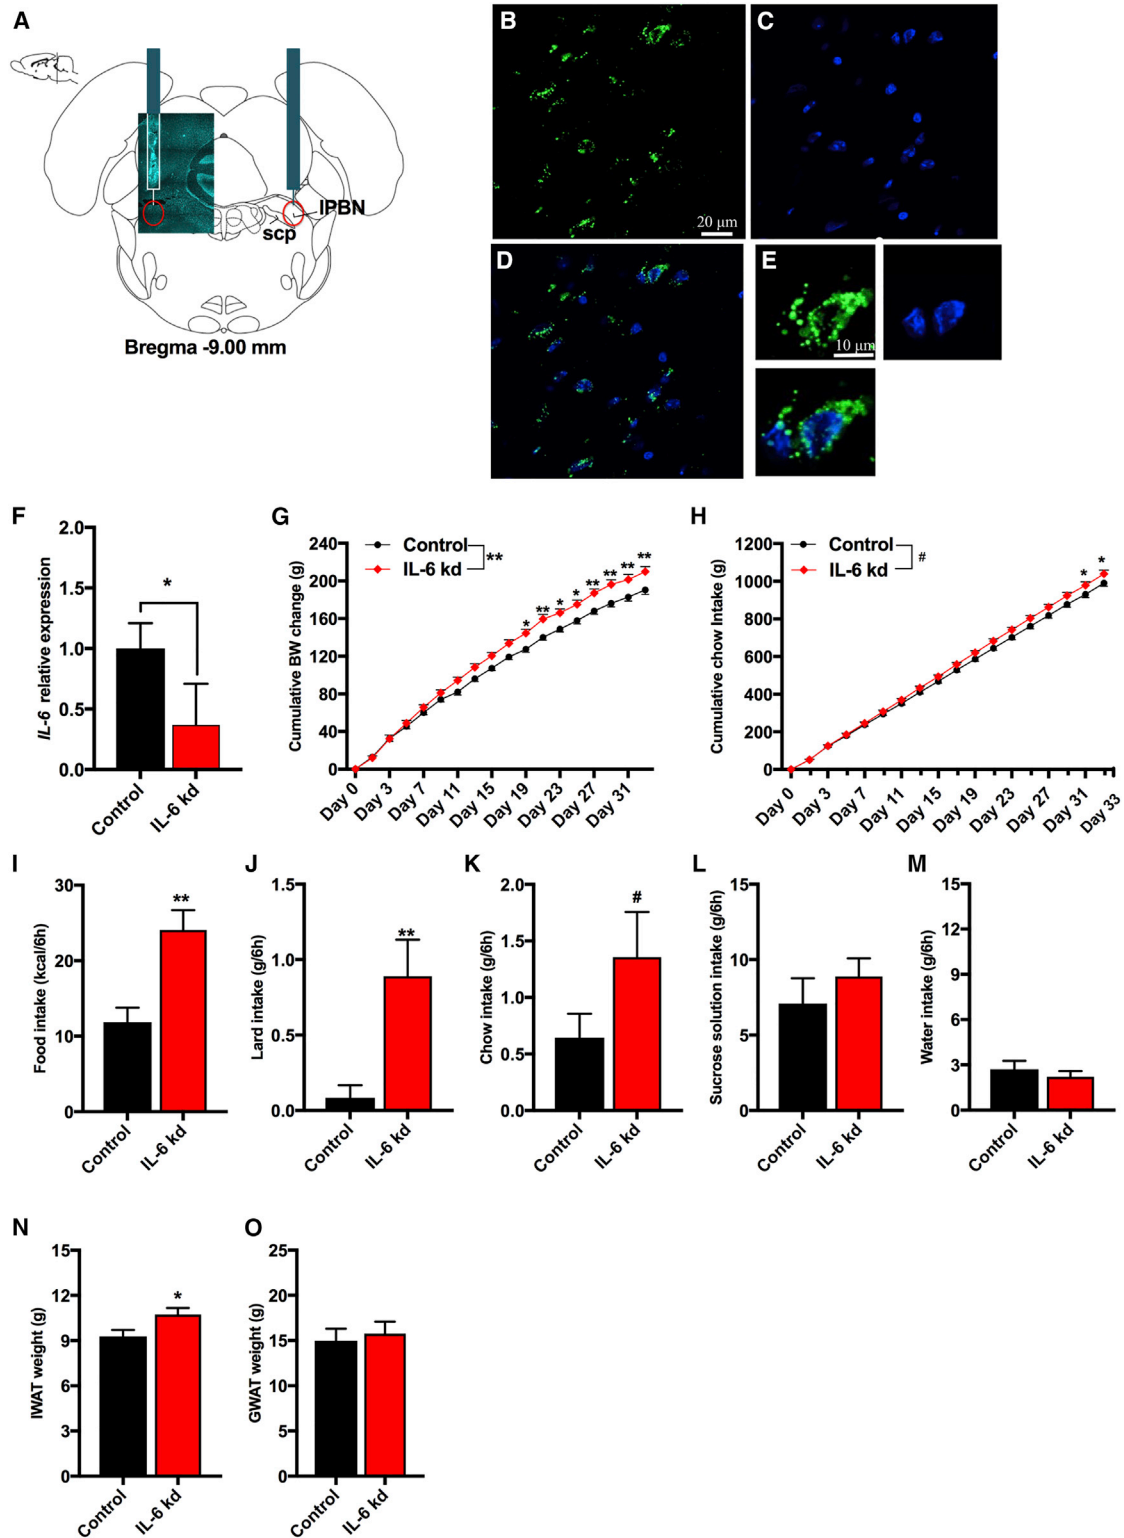 A
lPBN
scp
Bregma -9.00 mm
B
20 μm
C
D
E
10 μm
F
IL-6 relative expression
2.0
1.5
1.0
0.5
0.0
*
Control
IL-6 kd
G
Cumulative BW change (g)
240
200
160
120
80
40
0
Control
IL-6 kd
**
* ** * * ** ** ** **
Day 0
Day 3
Day 7
Day 11
Day 15
Day 19
Day 23
Day 27
Day 31
H
Cumulative chow Intake (g)
1200
1000
800
600
400
200
0
Control
IL-6 kd
#
* *
Day 0
Day 3
Day 7
Day 11
Day 15
Day 19
Day 23
Day 27
Day 31
Day 33
I
Food intake (kcal/6h)
30
20
10
0
**
Control
IL-6 kd
J
Lard intake (g/6h)
1.5
1.0
0.5
0.0
**
Control
IL-6 kd
K
Chow intake (g/6h)
2.0
1.5
1.0
0.5
0.0
#
Control
IL-6 kd
L
Sucrose solution intake (g/6h)
15
10
5
0
Control
IL-6 kd
M
Water intake (g/6h)
15
12
9
6
3
0
Control
IL-6 kd
N
IWAT weight (g)
15
12
9
6
3
0
*
Control
IL-6 kd
O
GWAT weight (g)
25
20
15
10
5
0
Control
IL-6 kd